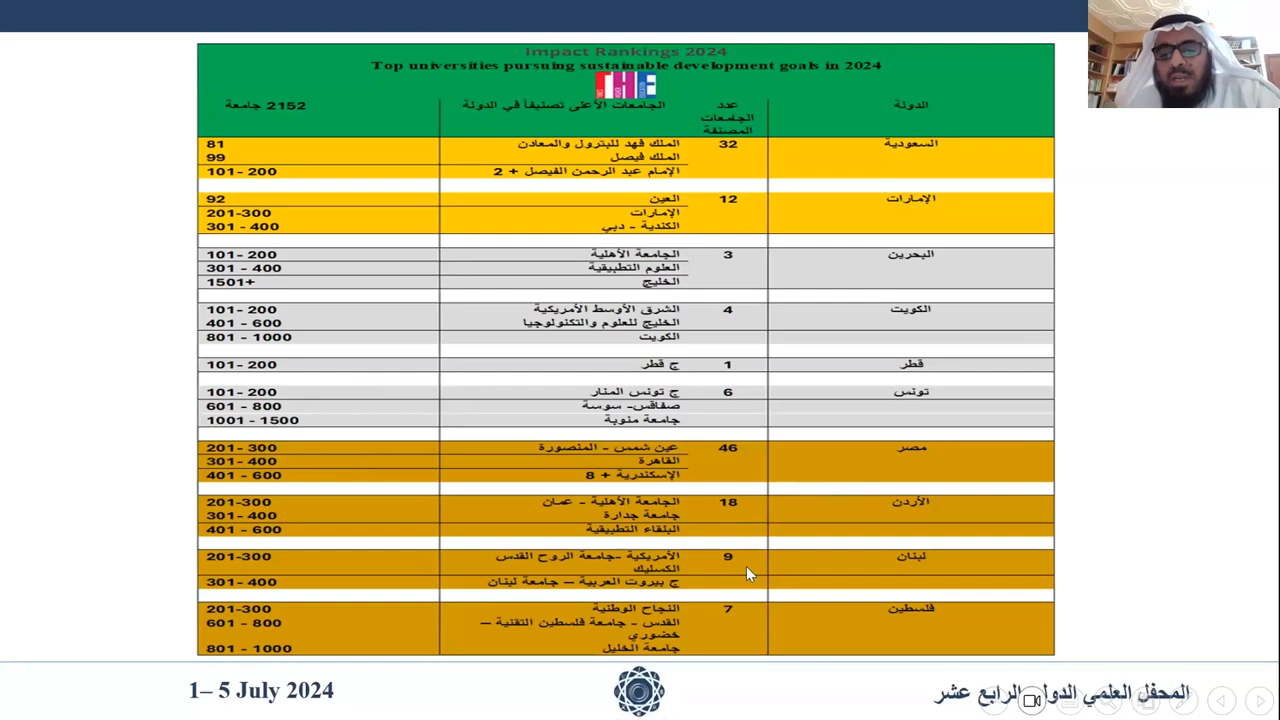 Impact Rankings 2024
Top universities pursuing sustainable development goals in 2024
THE
الدولة	عدد الجامعات المصنفة	الجامعات الأعلى تصنيفاً في الدولة	2152 جامعة
السعودية	32	الملك فهد للبترول والمعادن	81
الملك فيصل	99
الإمام عبد الرحمن الفيصل + 2	101- 200
الإمارات	12	العين	92
الإمارات	201-300
الكندية - دبي	301 - 400
البحرين	3	الجامعة الأهلية	101- 200
العلوم التطبيقية	301 - 400
الخليج	1501+
الكويت	4	الشرق الأوسط الأمريكية	101- 200
الخليج للعلوم والتكنولوجيا	401 - 600
الكويت	801 - 1000
قطر	1	ج قطر	101- 200
تونس	6	ج تونس المنار	101- 200
صفاقس- سوسة	601 - 800
جامعة منوبة	1001 - 1500
مصر	46	عين شمس - المنصورة	201- 300
القاهرة	301- 400
الإسكندرية + 8	401 - 600
الأردن	18	الجامعة الأهلية - عمان	201-300
جامعة جدارة	301- 400
البلقاء التطبيقية	401 - 600
لبنان	9	الأمريكية -جامعة الروح القدس الكسليك	201-300
ج بيروت العربية – جامعة لبنان	301- 400
فلسطين	7	النجاح الوطنية	201-300
القدس - جامعة فلسطين التقنية – خضوري	601 - 800
جامعة الخليل	801 - 1000
المحفل العلمي الرابع عشر
1– 5 July 2024